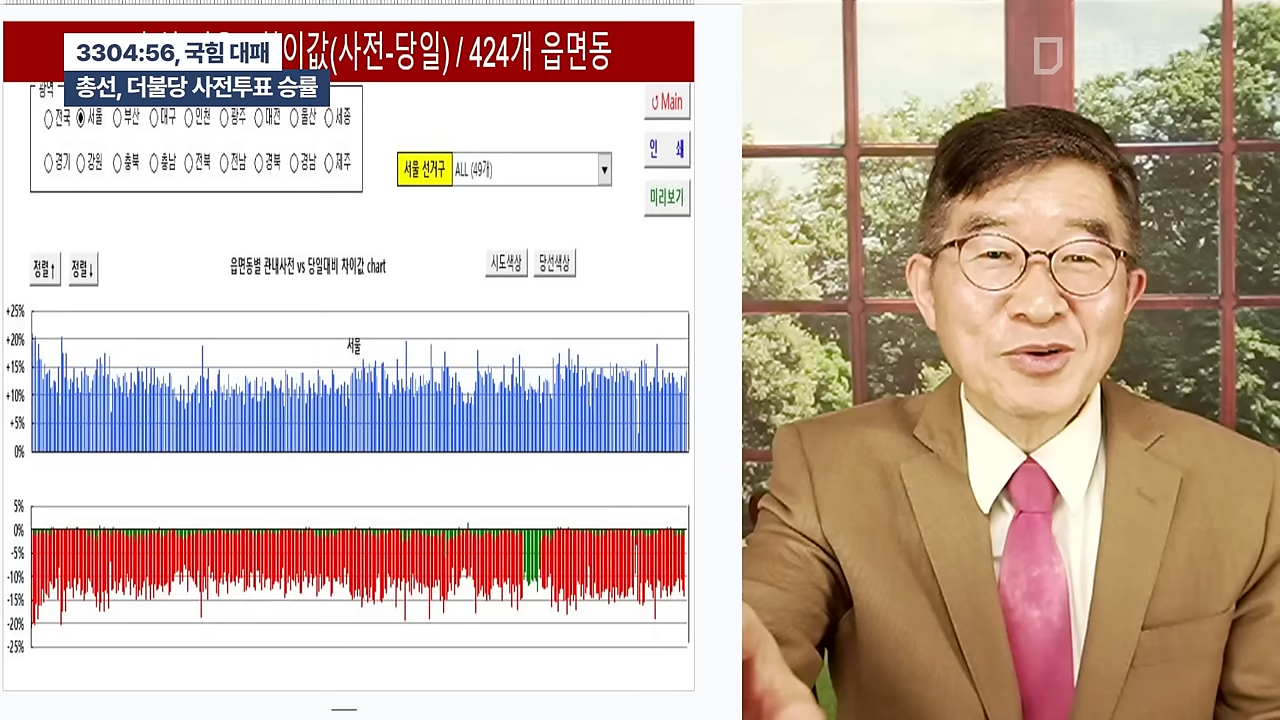 이값(사전-당일) / 424개 읍면동
3304:56, 국힘 대패
총선, 더불당 사전투표 승률
광역
전국 서울 부산 대구 인천 광주 대전 울산 세종
경기 강원 충북 충남 전북 전남 경북 경남 제주
서울 선거구 ALL (49개)
↺ Main
인 쇄
미리보기
정렬↑ 정렬↓
읍면동별 관내사전 vs 당일대비 차이값 chart
시도색상 당선색상
+25%
+20%
서울
+15%
+10%
+5%
0%
5%
0%
-5%
-10%
-15%
-20%
-25%